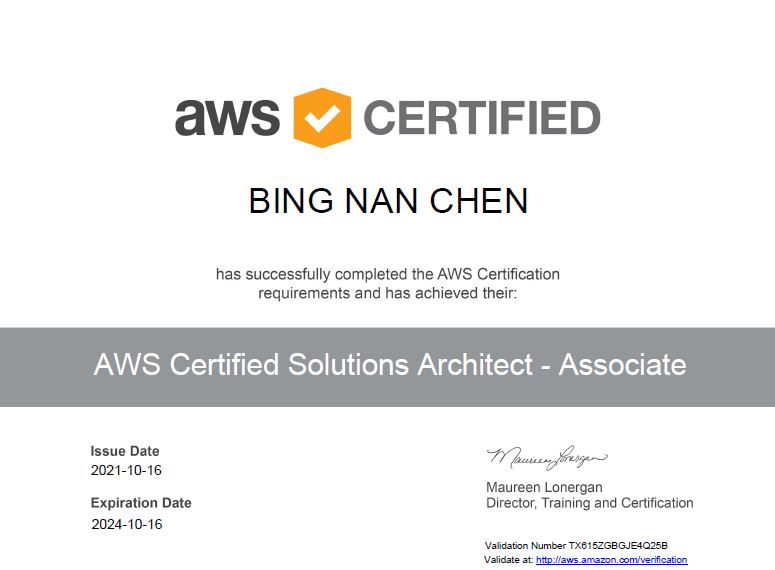 aws CERTIFIED
BING NAN CHEN
has successfully completed the AWS Certification
requirements and has achieved their:
AWS Certified Solutions Architect - Associate
Issue Date
2021-10-16
Expiration Date
2024-10-16
Maureen Lonergan
Maureen Lonergan
Director, Training and Certification
Validation Number TX615ZGBGJE4Q25B
Validate at: http://aws.amazon.com/verification